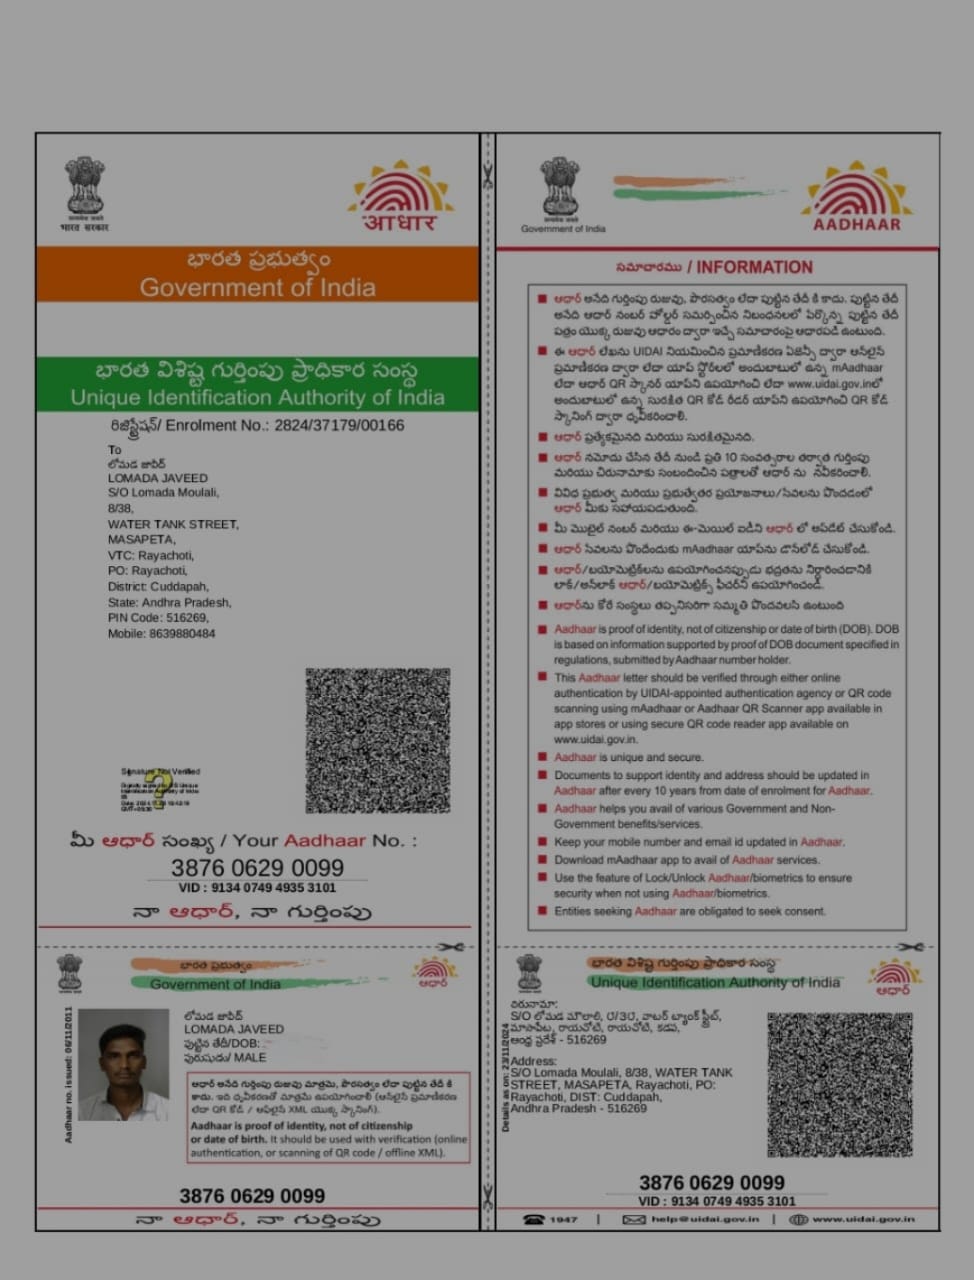 सत्यमेव जयते
भारत सरकार
आधार
భారత ప్రభుత్వం
Government of India
భారత విశిష్ట గుర్తింపు ప్రాధికార సంస్థ
Unique Identification Authority of India
రిజిస్ట్రేషన్/ Enrolment No.: 2824/37179/00166
To
లోమడ జావీద్
LOMADA JAVEED
S/O Lomada Moulali,
8/38,
WATER TANK STREET,
MASAPETA,
VTC: Rayachoti,
PO: Rayachoti,
District: Cuddapah,
State: Andhra Pradesh,
PIN Code: 516269,
Mobile: 8639880484
Signature Not Verified
మీ ఆధార్ సంఖ్య / Your Aadhaar No. :
3876 0629 0099
VID : 9134 0749 4935 3101
నా ఆధార్, నా గుర్తింపు
सत्यमेव जयते
Government of India
AADHAAR
సమాచారము / INFORMATION
ఆధార్ అనేది గుర్తింపు రుజువు, పౌరసత్వం లేదా పుట్టిన తేదీ కి కాదు. పుట్టిన తేదీ
అనేది ఆధార్ నంబర్ హోల్డర్ సమర్పించిన నిబంధనలలో పేర్కొన్న పుట్టిన తేదీ
పత్రం యొక్క రుజువు ఆధారం ద్వారా ఇచ్చే సమాచారంపై ఆధారపడి ఉంటుంది.
ఈ ఆధార్ లేఖను UIDAI నియమించిన ప్రమాణీకరణ ఏజెన్సీ ద్వారా ఆన్‌లైన్
ప్రమాణీకరణ ద్వారా లేదా యాప్ స్టోర్‌లలో అందుబాటులో ఉన్న mAadhaar
లేదా ఆధార్ QR స్కానర్ యాప్‌ని ఉపయోగించి లేదా www.uidai.gov.inలో
అందుబాటులో ఉన్న సురక్షిత QR కోడ్ రీడర్ యాప్‌ని ఉపయోగించి QR కోడ్
స్కానింగ్ ద్వారా ధృవీకరించాలి.
ఆధార్ ప్రత్యేకమైనది మరియు సురక్షితమైనది.
ఆధార్ నమోదు చేసిన తేదీ నుండి ప్రతి 10 సంవత్సరాల తర్వాత గుర్తింపు
మరియు చిరునామాకు సంబందించిన పత్రాలతో ఆధార్ ను నవీకరించాలి.
వివిధ ప్రభుత్వ మరియు ప్రభుత్వేతర ప్రయోజనాలు/సేవలను పొందడంలో
ఆధార్ మీకు సహాయపడుతుంది.
మీ మొబైల్ నంబర్ మరియు ఈ-మెయిల్ ఐడీని ఆధార్ లో అప్‌డేట్ చేసుకోండి.
ఆధార్ సేవలను పొందేందుకు mAadhaar యాప్‌ను డౌన్‌లోడ్ చేసుకోండి.
ఆధార్/బయోమెట్రిక్‌లను ఉపయోగించనప్పుడు భద్రతను నిర్ధారించడానికి
లాక్/అన్‌లాక్ ఆధార్/బయోమెట్రిక్స్ ఫీచర్‌ని ఉపయోగించండి.
ఆధార్‌ను కోరే సంస్థలు తప్పనిసరిగా సమ్మతి పొందవలసి ఉంటుంది
Aadhaar is proof of identity, not of citizenship or date of birth (DOB). DOB
is based on information supported by proof of DOB document specified in
regulations, submitted by Aadhaar number holder.
This Aadhaar letter should be verified through either online
authentication by UIDAI-appointed authentication agency or QR code
scanning using mAadhaar or Aadhaar QR Scanner app available in
app stores or using secure QR code reader app available on
www.uidai.gov.in.
Aadhaar is unique and secure.
Documents to support identity and address should be updated in
Aadhaar after every 10 years from date of enrolment for Aadhaar.
Aadhaar helps you avail of various Government and Non-
Government benefits/services.
Keep your mobile number and email id updated in Aadhaar.
Download mAadhaar app to avail of Aadhaar services.
Use the feature of Lock/Unlock Aadhaar/biometrics to ensure
security when not using Aadhaar/biometrics.
Entities seeking Aadhaar are obligated to seek consent.
భారత ప్రభుత్వం
Government of India
ఆధార్
Aadhaar no. issued: 06/11/2011
లోమడ జావీద్
LOMADA JAVEED
పుట్టిన తేదీ/DOB:
పురుషుడు/ MALE
ఆధార్ అనేది గుర్తింపు రుజువు మాత్రమే, పౌరసత్వం లేదా పుట్టిన తేదీ కి
కాదు. ఇది ధృవీకరణతో మాత్రమే ఉపయోగించాలి (ఆన్‌లైన్ ప్రమాణీకరణ
లేదా QR కోడ్ / ఆఫ్‌లైన్ XML యొక్క స్కానింగ్).
Aadhaar is proof of identity, not of citizenship
or date of birth. It should be used with verification (online
authentication, or scanning of QR code / offline XML).
3876 0629 0099
నా ఆధార్, నా గుర్తింపు
భారత విశిష్ట గుర్తింపు ప్రాధికార సంస్థ
Unique Identification Authority of India
ఆధార్
Details as on: 23/11/2024
చిరునామా:
S/O లోమడ మౌలాలి, 8/38, వాటర్ ట్యాంక్ స్ట్రీట్,
మాసాపేట, రాయచోటి, రాయచోటి, కడప,
ఆంధ్ర ప్రదేశ్ - 516269
Address:
S/O Lomada Moulali, 8/38, WATER TANK
STREET, MASAPETA, Rayachoti, PO:
Rayachoti, DIST: Cuddapah,
Andhra Pradesh - 516269
3876 0629 0099
VID : 9134 0749 4935 3101
1947 | help@uidai.gov.in | www.uidai.gov.in